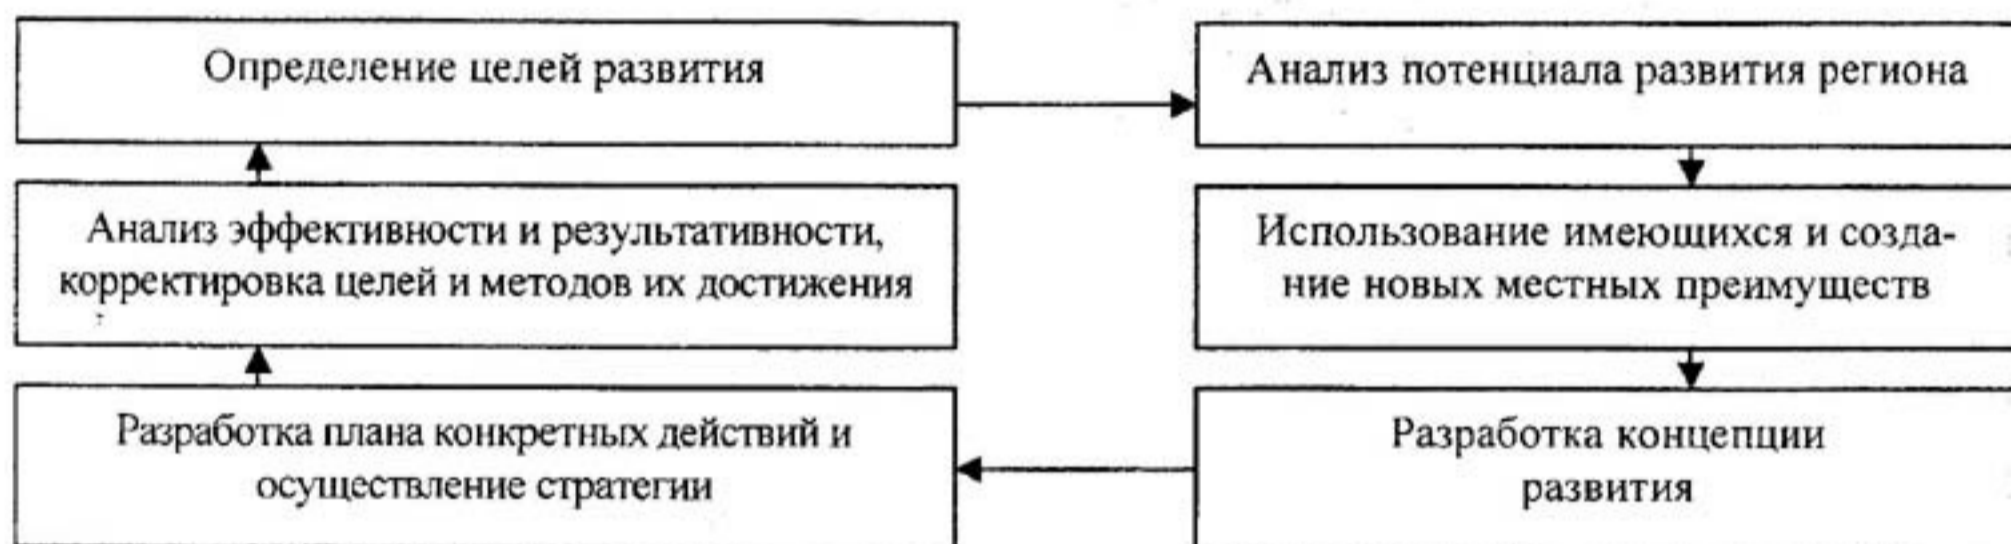 Определение целей развития
Анализ потенциала развития региона
Анализ эффективности и результативности,
корректировка целей и методов их достижения
Использование имеющихся и созда-
ние новых местных преимуществ
Разработка плана конкретных действий и
осуществление стратегии
Разработка концепции
развития